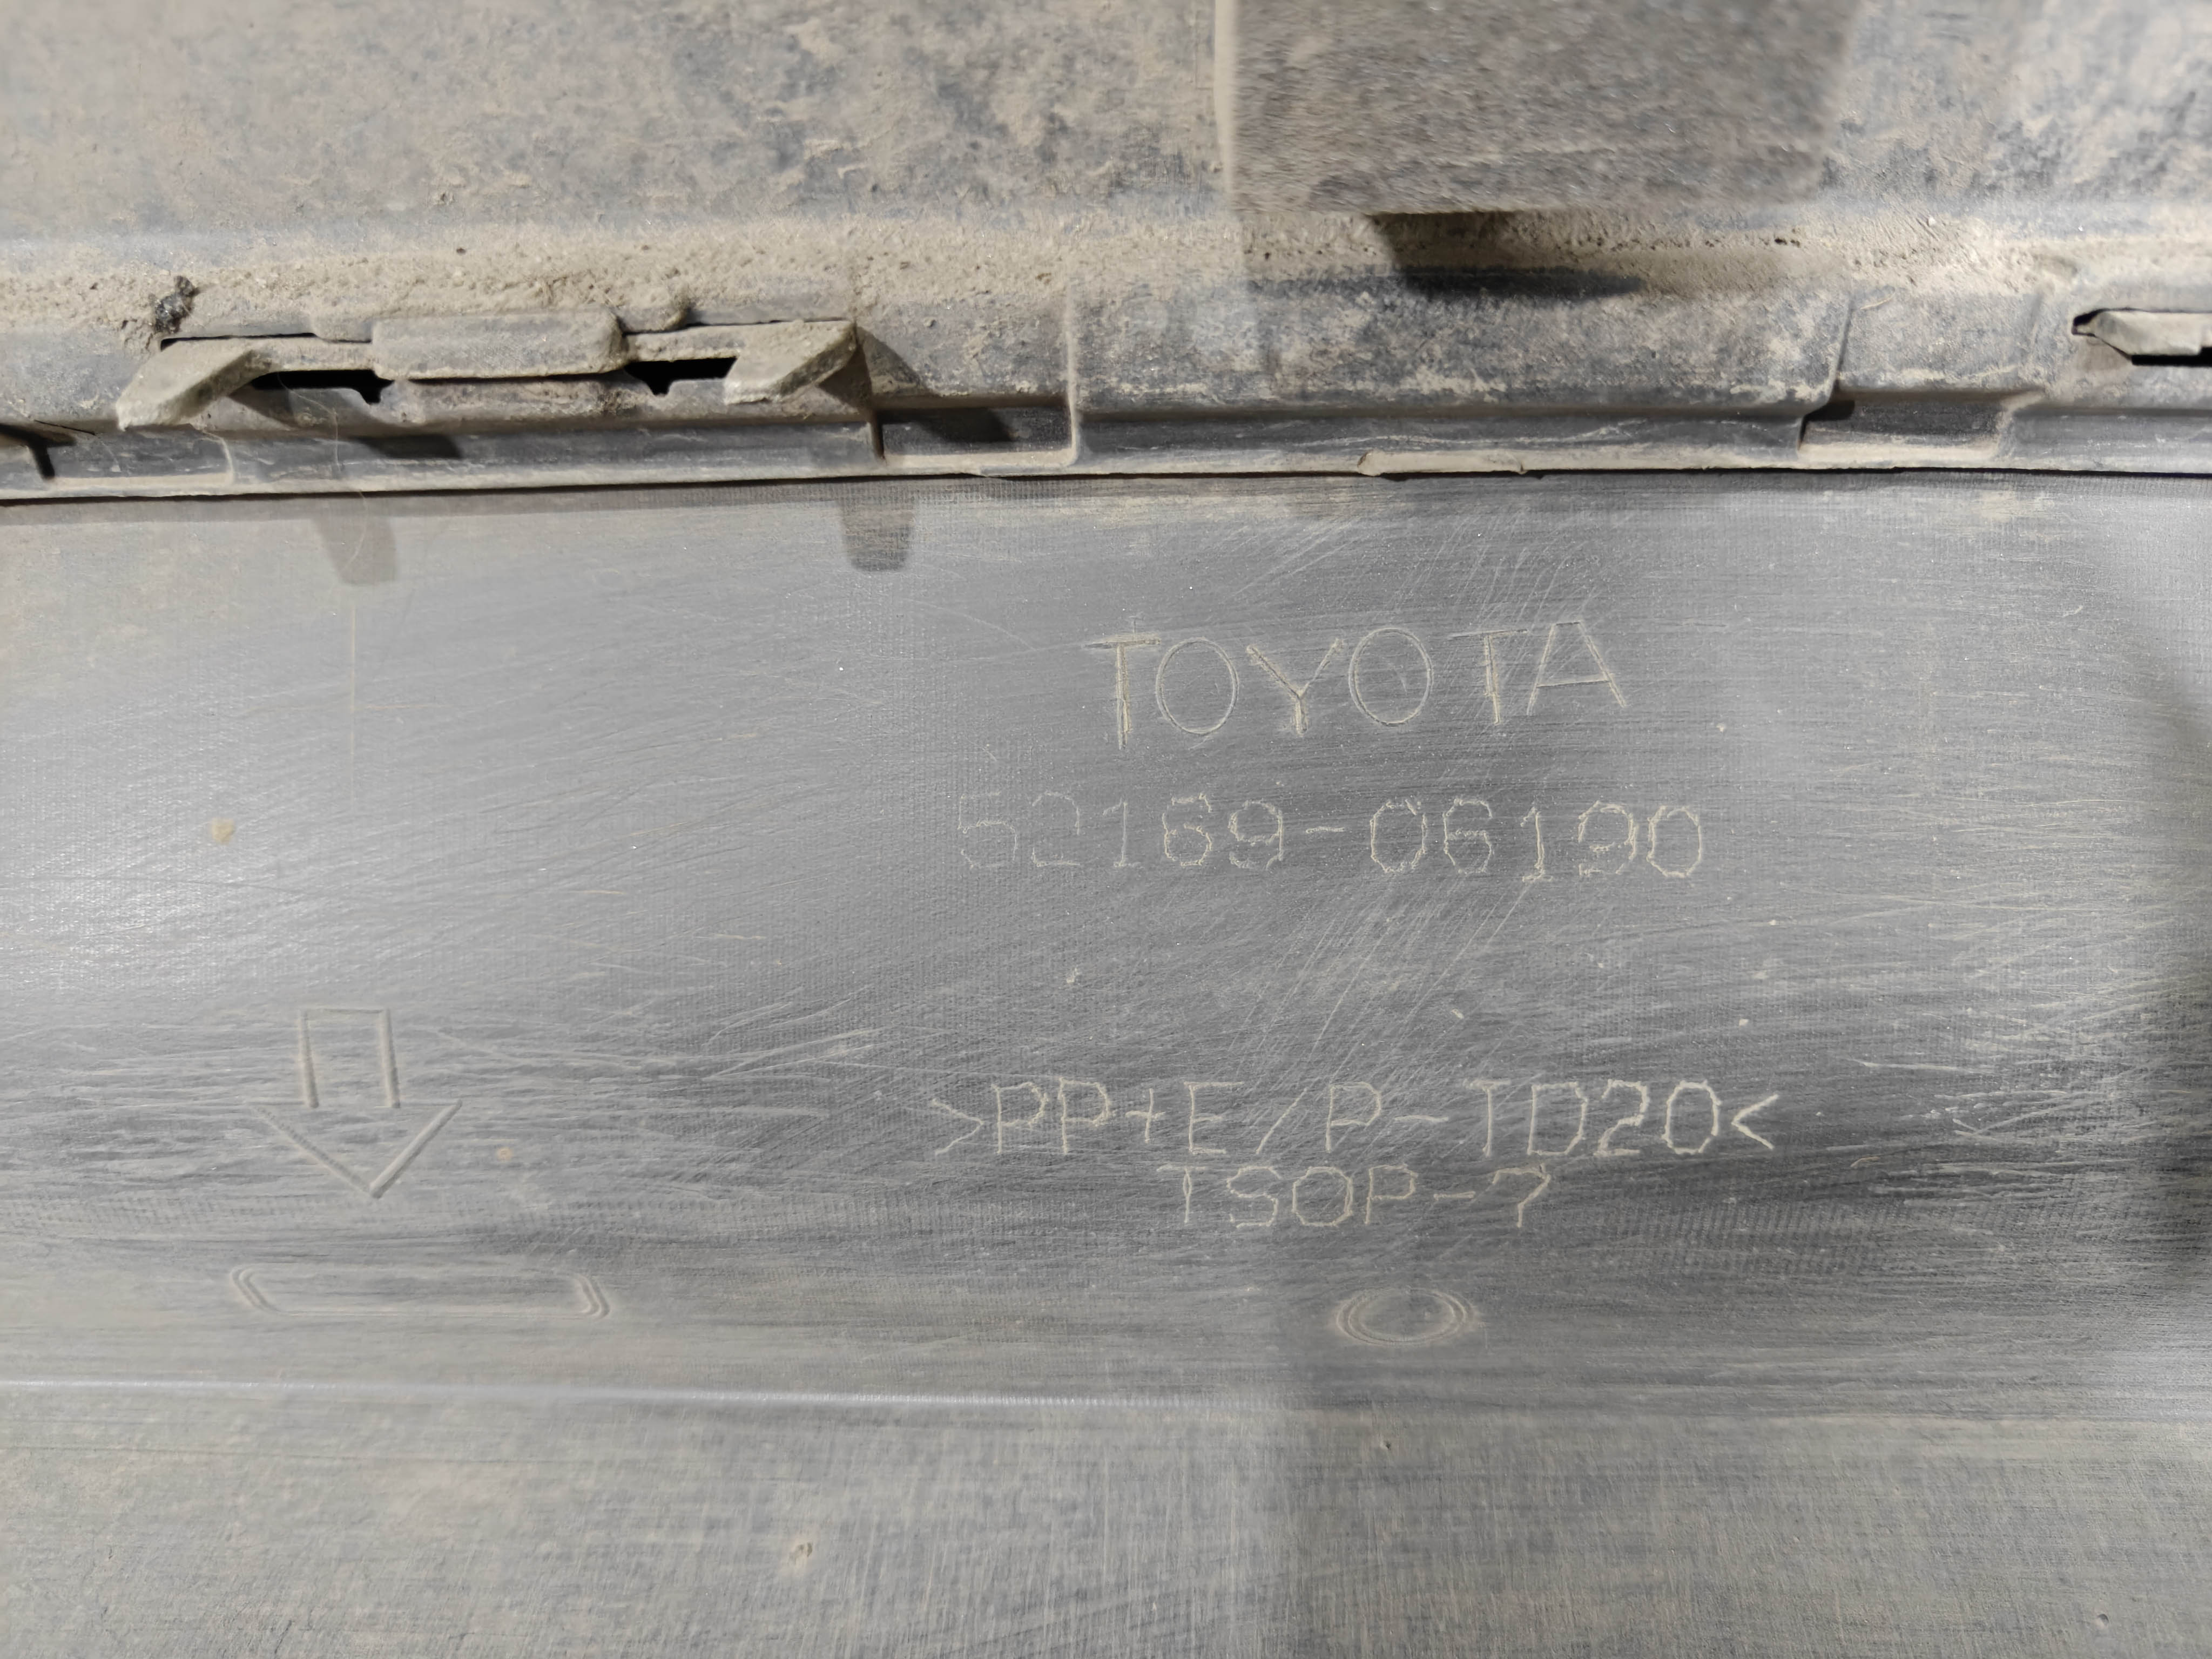 TOYOTA
52169-06190
>PP+E/P-TD20<
TSOP-7